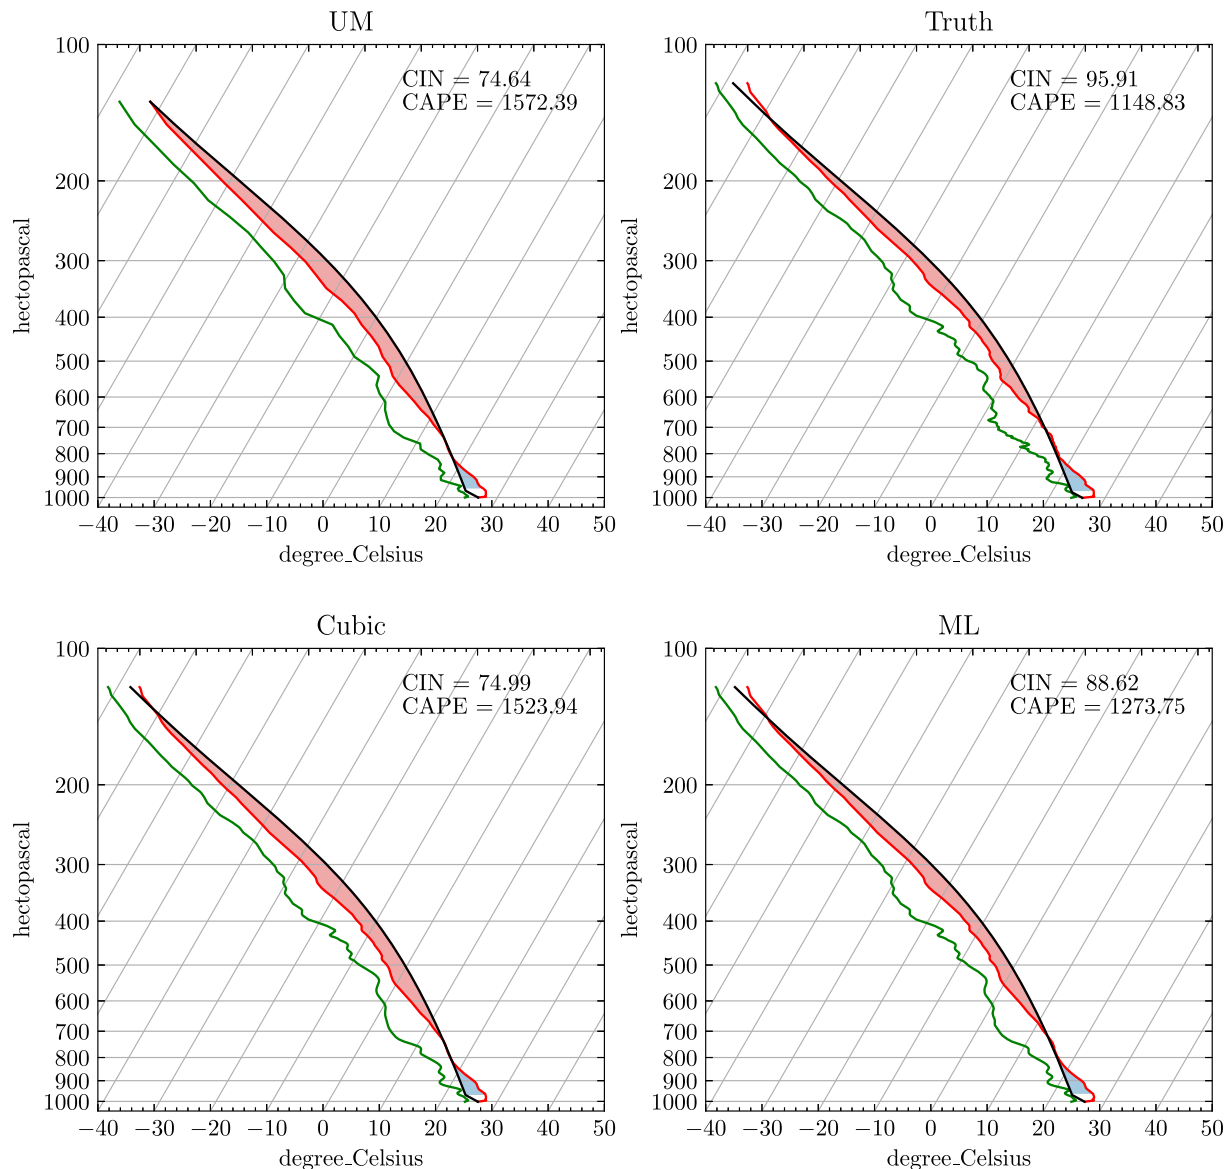 UM
CIN = 74.64
CAPE = 1572.39
100
200
300
400
500
600
700
800
900
1000
hectopascal
−40 −30 −20 −10 0 10 20 30 40 50
degree_Celsius
Truth
CIN = 95.91
CAPE = 1148.83
100
200
300
400
500
600
700
800
900
1000
hectopascal
−40 −30 −20 −10 0 10 20 30 40 50
degree_Celsius
Cubic
CIN = 74.99
CAPE = 1523.94
100
200
300
400
500
600
700
800
900
1000
hectopascal
−40 −30 −20 −10 0 10 20 30 40 50
degree_Celsius
ML
CIN = 88.62
CAPE = 1273.75
100
200
300
400
500
600
700
800
900
1000
hectopascal
−40 −30 −20 −10 0 10 20 30 40 50
degree_Celsius